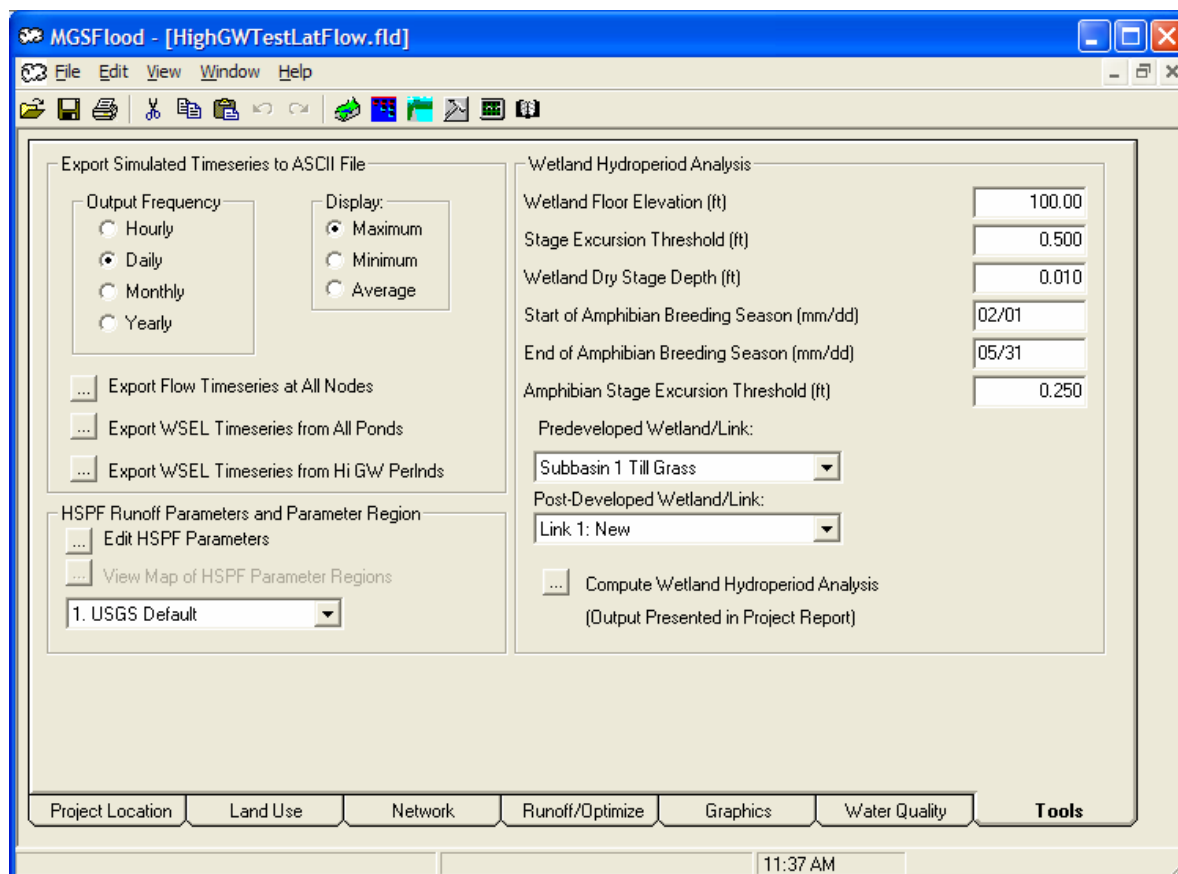 MGSFlood - [HighGWTestLatFlow.fld]
File Edit View Window Help
Export Simulated Timeseries to ASCII File
Output Frequency
Hourly
Daily
Monthly
Yearly
Display:
Maximum
Minimum
Average
... Export Flow Timeseries at All Nodes
... Export WSEL Timeseries from All Ponds
... Export WSEL Timeseries from Hi GW Perlnds
HSPF Runoff Parameters and Parameter Region
... Edit HSPF Parameters
... View Map of HSPF Parameter Regions
1. USGS Default
Wetland Hydroperiod Analysis
Wetland Floor Elevation (ft) 100.00
Stage Excursion Threshold (ft) 0.500
Wetland Dry Stage Depth (ft) 0.010
Start of Amphibian Breeding Season (mm/dd) 02/01
End of Amphibian Breeding Season (mm/dd) 05/31
Amphibian Stage Excursion Threshold (ft) 0.250
Predeveloped Wetland/Link:
Subbasin 1 Till Grass
Post-Developed Wetland/Link:
Link 1: New
... Compute Wetland Hydroperiod Analysis
(Output Presented in Project Report)
Project Location Land Use Network Runoff/Optimize Graphics Water Quality Tools
11:37 AM